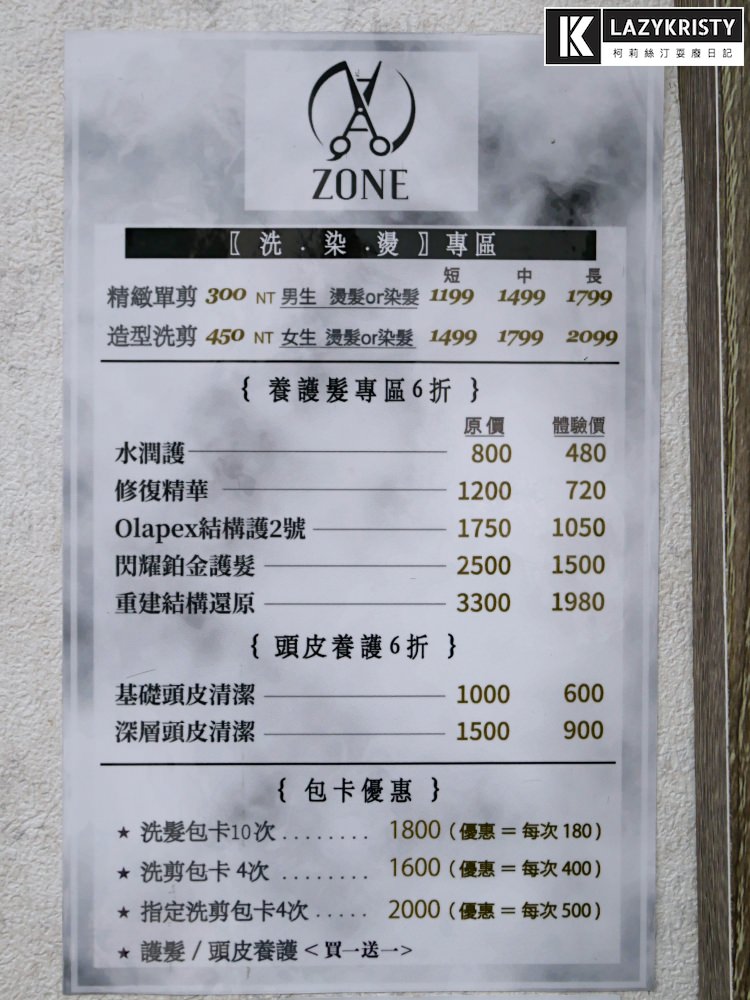 K LAZYKRISTY
柯莉絲汀耍廢日記
ZONE
〖洗．染．燙〗專區
短 中 長
精緻單剪 300 NT 男生 燙髮or染髮 1199 1499 1799
造型洗剪 450 NT 女生 燙髮or染髮 1499 1799 2099
{ 養護髮專區6折 }
原價 體驗價
水潤護 800 480
修復精華 1200 720
Olapex結構護2號 1750 1050
閃耀鉑金護髮 2500 1500
重建結構還原 3300 1980
{ 頭皮養護6折 }
基礎頭皮清潔 1000 600
深層頭皮清潔 1500 900
{ 包卡優惠 }
★ 洗髮包卡10次 ........ 1800 (優惠 = 每次 180)
★ 洗剪包卡 4次 ........ 1600 (優惠 = 每次 400)
★ 指定洗剪包卡4次 ..... 2000 (優惠 = 每次 500)
★ 護髮 / 頭皮養護 <買一送一>